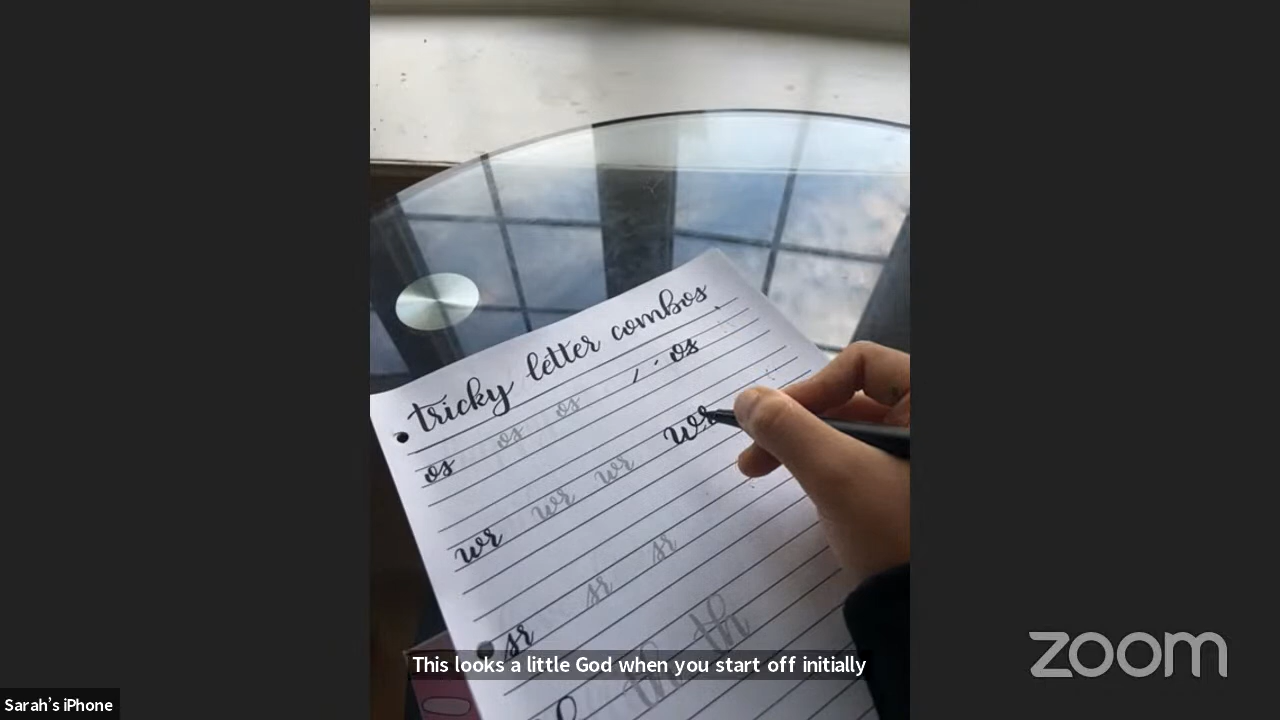 tricky letter combos
os os os os
wr wr wr wr
sr sr sr
th th
This looks a little God when you start off initially
zoom
Sarah's iPhone